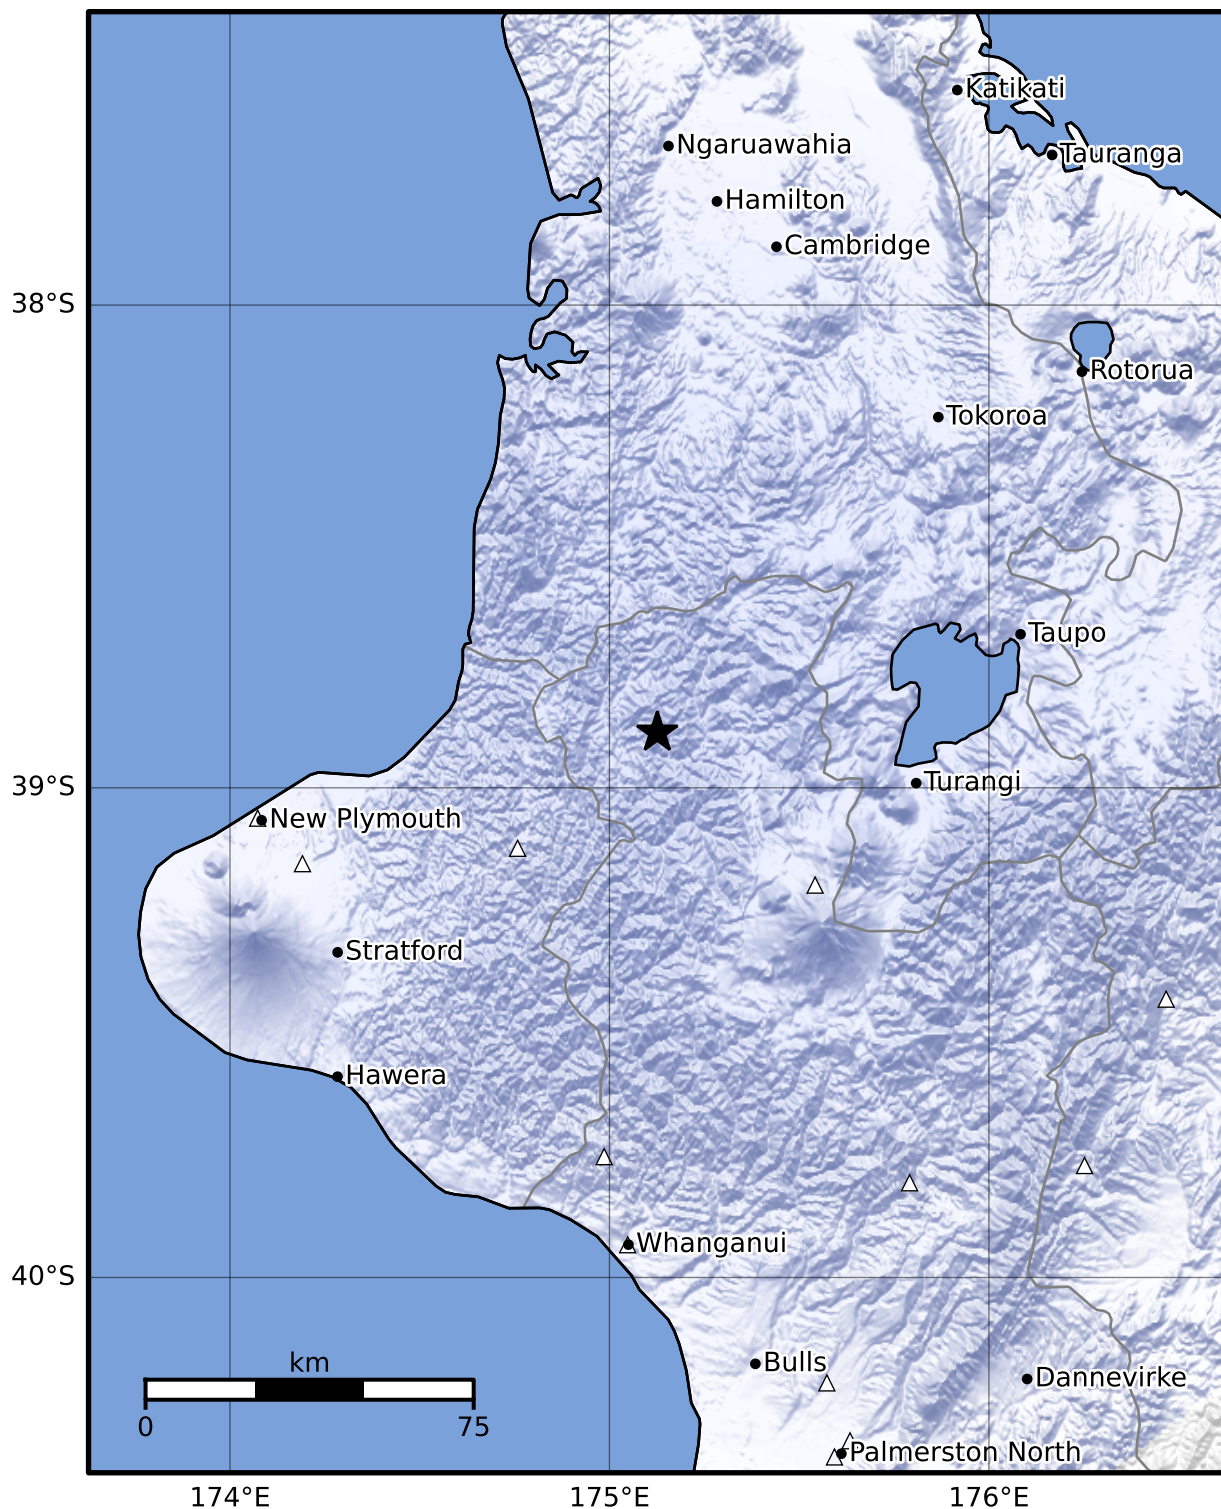 Katikati
Ngaruawahia
Tauranga
Hamilton
Cambridge
38°S
Rotorua
Tokoroa
Taupo
Turangi
39°S
New Plymouth
Stratford
Hawera
Whanganui
40°S
km
Bulls
Dannevirke
0 75
Palmerston North
174°E 175°E 176°E